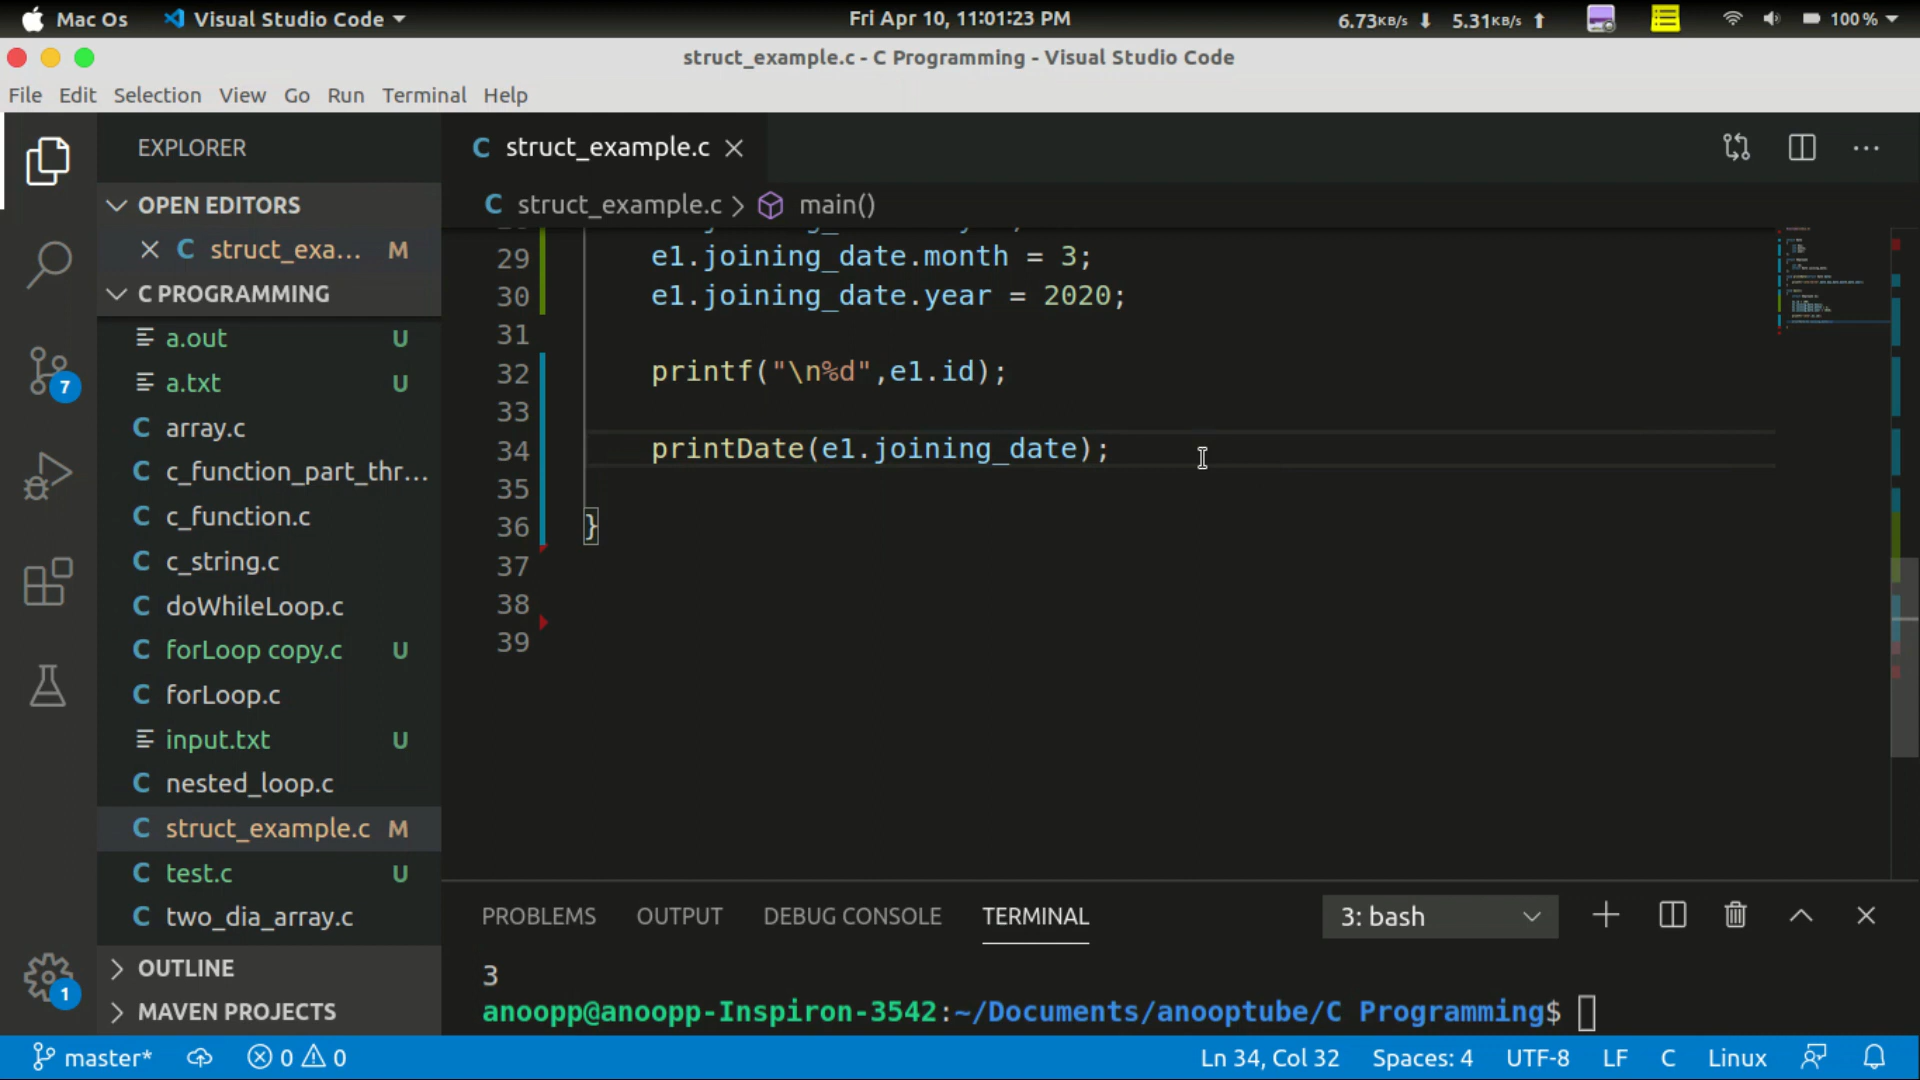 Mac Os Visual Studio Code Fri Apr 10, 11:01:23 PM 6.73KB/s 5.31KB/s 100 %
struct_example.c - C Programming - Visual Studio Code
File Edit Selection View Go Run Terminal Help
EXPLORER
OPEN EDITORS
struct_exa... M
C PROGRAMMING
a.out U
a.txt U
C array.c
C c_function_part_thr...
C c_function.c
C c_string.c
C doWhileLoop.c
C forLoop copy.c U
C forLoop.c
input.txt U
C nested_loop.c
C struct_example.c M
C test.c U
C two_dia_array.c
OUTLINE
MAVEN PROJECTS
7
1
C struct_example.c
C struct_example.c > main()
29 e1.joining_date.month = 3;
30 e1.joining_date.year = 2020;
31
32 printf("\n%d",e1.id);
33
34 printDate(e1.joining_date);
35
36 }
37
38
39
PROBLEMS OUTPUT DEBUG CONSOLE TERMINAL 3: bash
3
anoopp@anoopp-Inspiron-3542:~/Documents/anooptube/C Programming$
master* 0 0 Ln 34, Col 32 Spaces: 4 UTF-8 LF C Linux